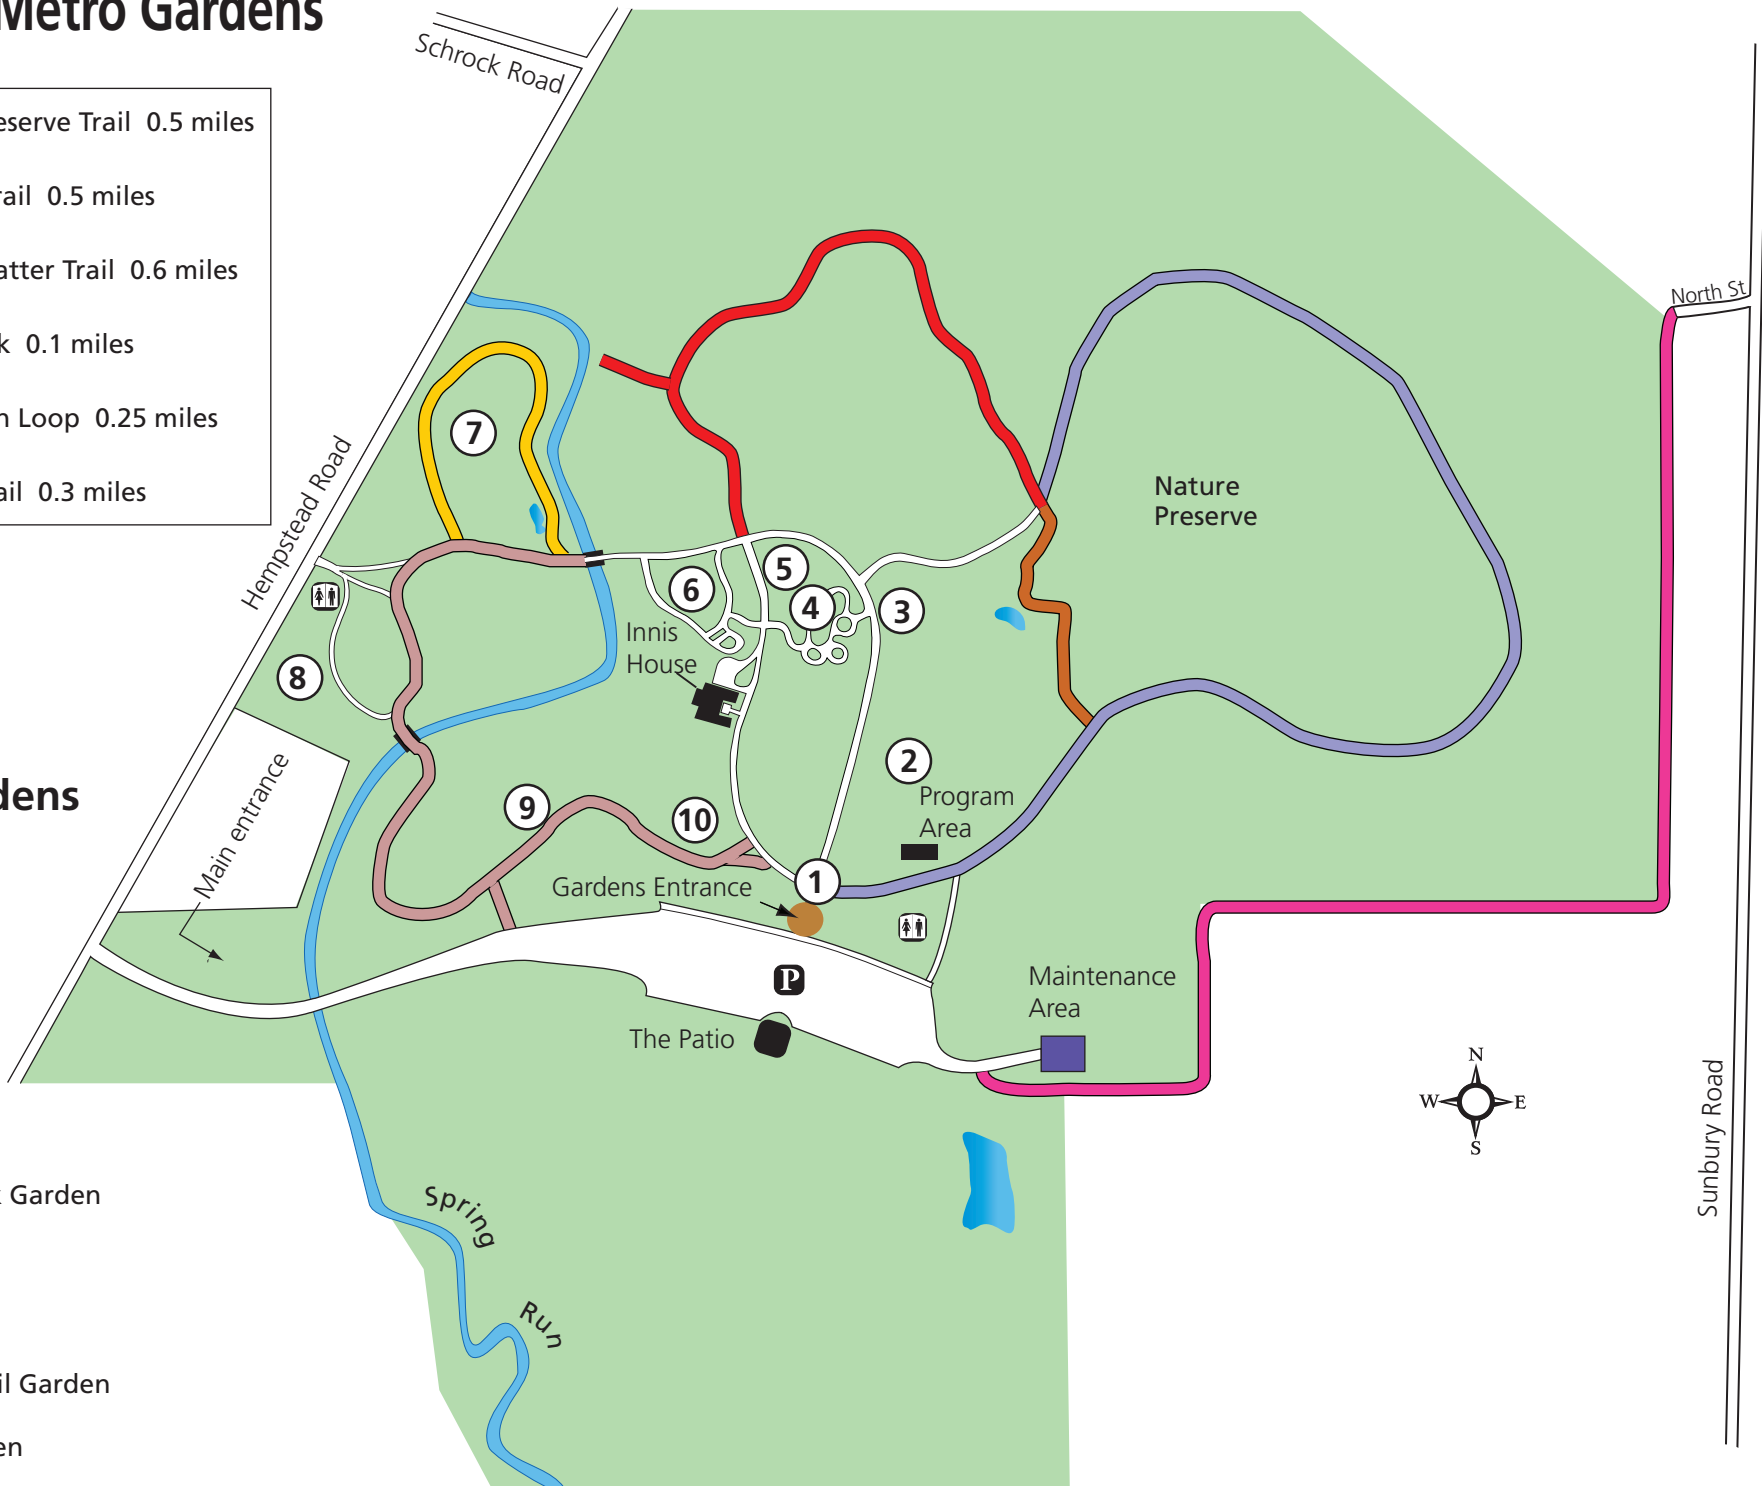 Metro Gardens
Schrock Road
eserve Trail 0.5 miles
rail 0.5 miles
atter Trail 0.6 miles
k 0.1 miles
n Loop 0.25 miles
ail 0.3 miles
North St
Hempstead Road
7
Nature
Preserve
5
6
4
3
Innis
House
8
2
Main entrance
dens
Program
Area
9
10
1
Gardens Entrance
P
Maintenance
Area
The Patio
N
W
E
S
Sunbury Road
k Garden
Spring
Run
il Garden
en